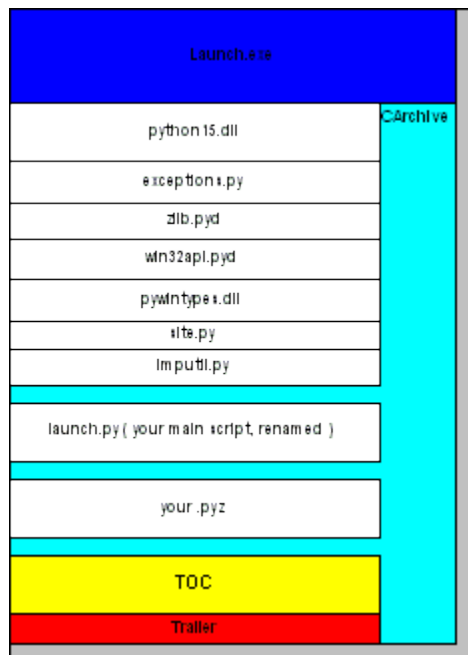 Launch.exe
CArchive
python15.dll
exceptions.py
zlib.pyd
win32api.pyd
pywintypes.dll
site.py
imputil.py
launch.py ( your main script, renamed )
your .pyz
TOC
Trailer